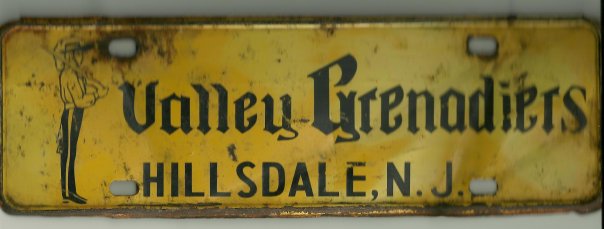 Valley Grenadiers
HILLSDALE, N. J.